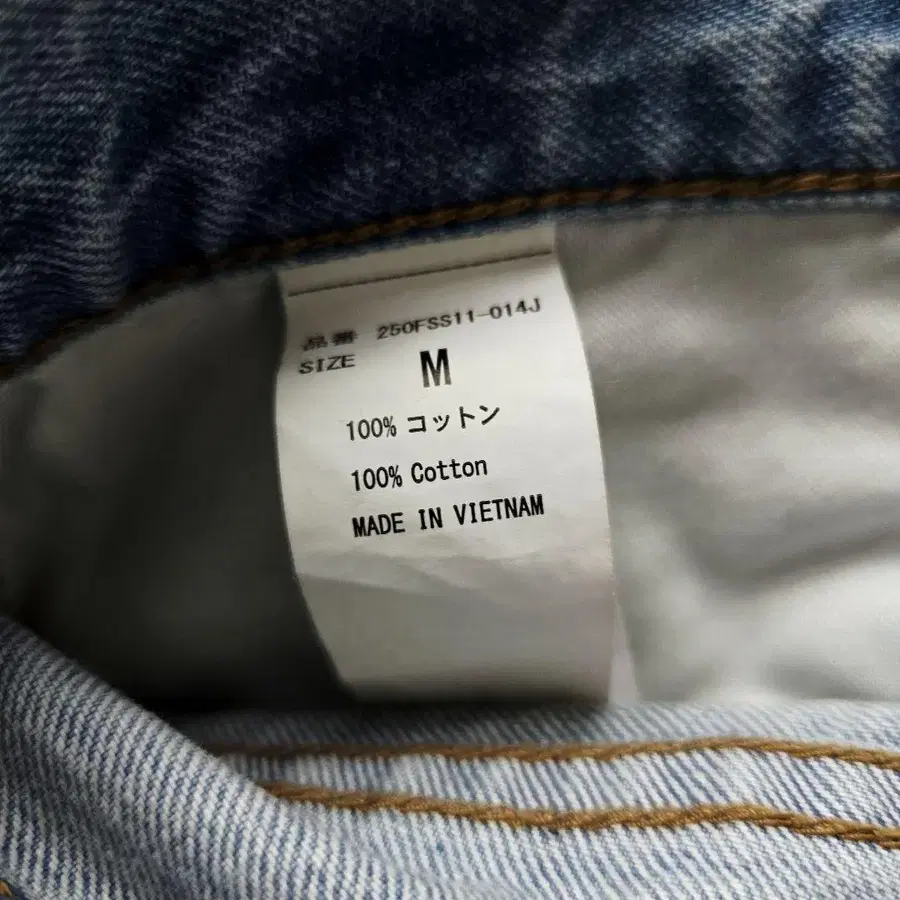 品番 250FSS11-014J
SIZE M
100% コットン
100% Cotton
MADE IN VIETNAM